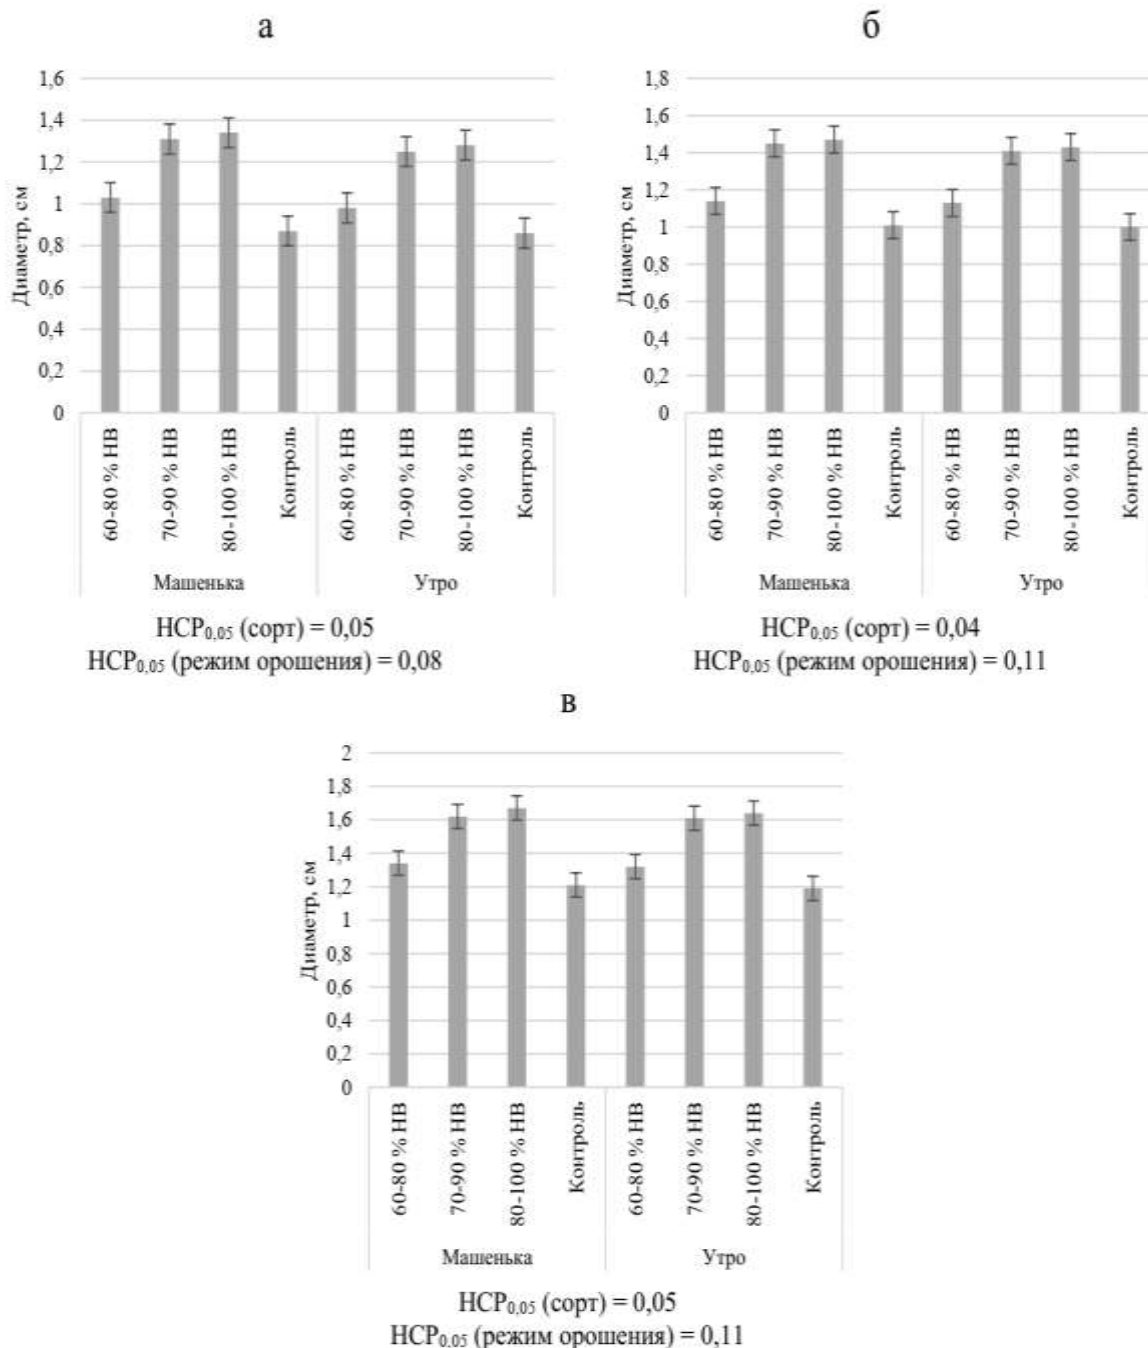 а
1,6
1,4
1,2
1
0,8
0,6
0,4
0,2
0
Диаметр, см
60-80 % НВ
70-90 % НВ
80-100 % НВ
Контроль
60-80 % НВ
70-90 % НВ
80-100 % НВ
Контроль
Машенька
Утро
НСР0,05 (сорт) = 0,05
НСР0,05 (режим орошения) = 0,08
б
1,8
1,6
1,4
1,2
1
0,8
0,6
0,4
0,2
0
Диаметр, см
60-80 % НВ
70-90 % НВ
80-100 % НВ
Контроль
60-80 % НВ
70-90 % НВ
80-100 % НВ
Контроль
Машенька
Утро
НСР0,05 (сорт) = 0,04
НСР0,05 (режим орошения) = 0,11
в
2
1,8
1,6
1,4
1,2
1
0,8
0,6
0,4
0,2
0
Диаметр, см
60-80 % НВ
70-90 % НВ
80-100 % НВ
Контроль
60-80 % НВ
70-90 % НВ
80-100 % НВ
Контроль
Машенька
Утро
НСР0,05 (сорт) = 0,05
НСР0,05 (режим орошения) = 0,11